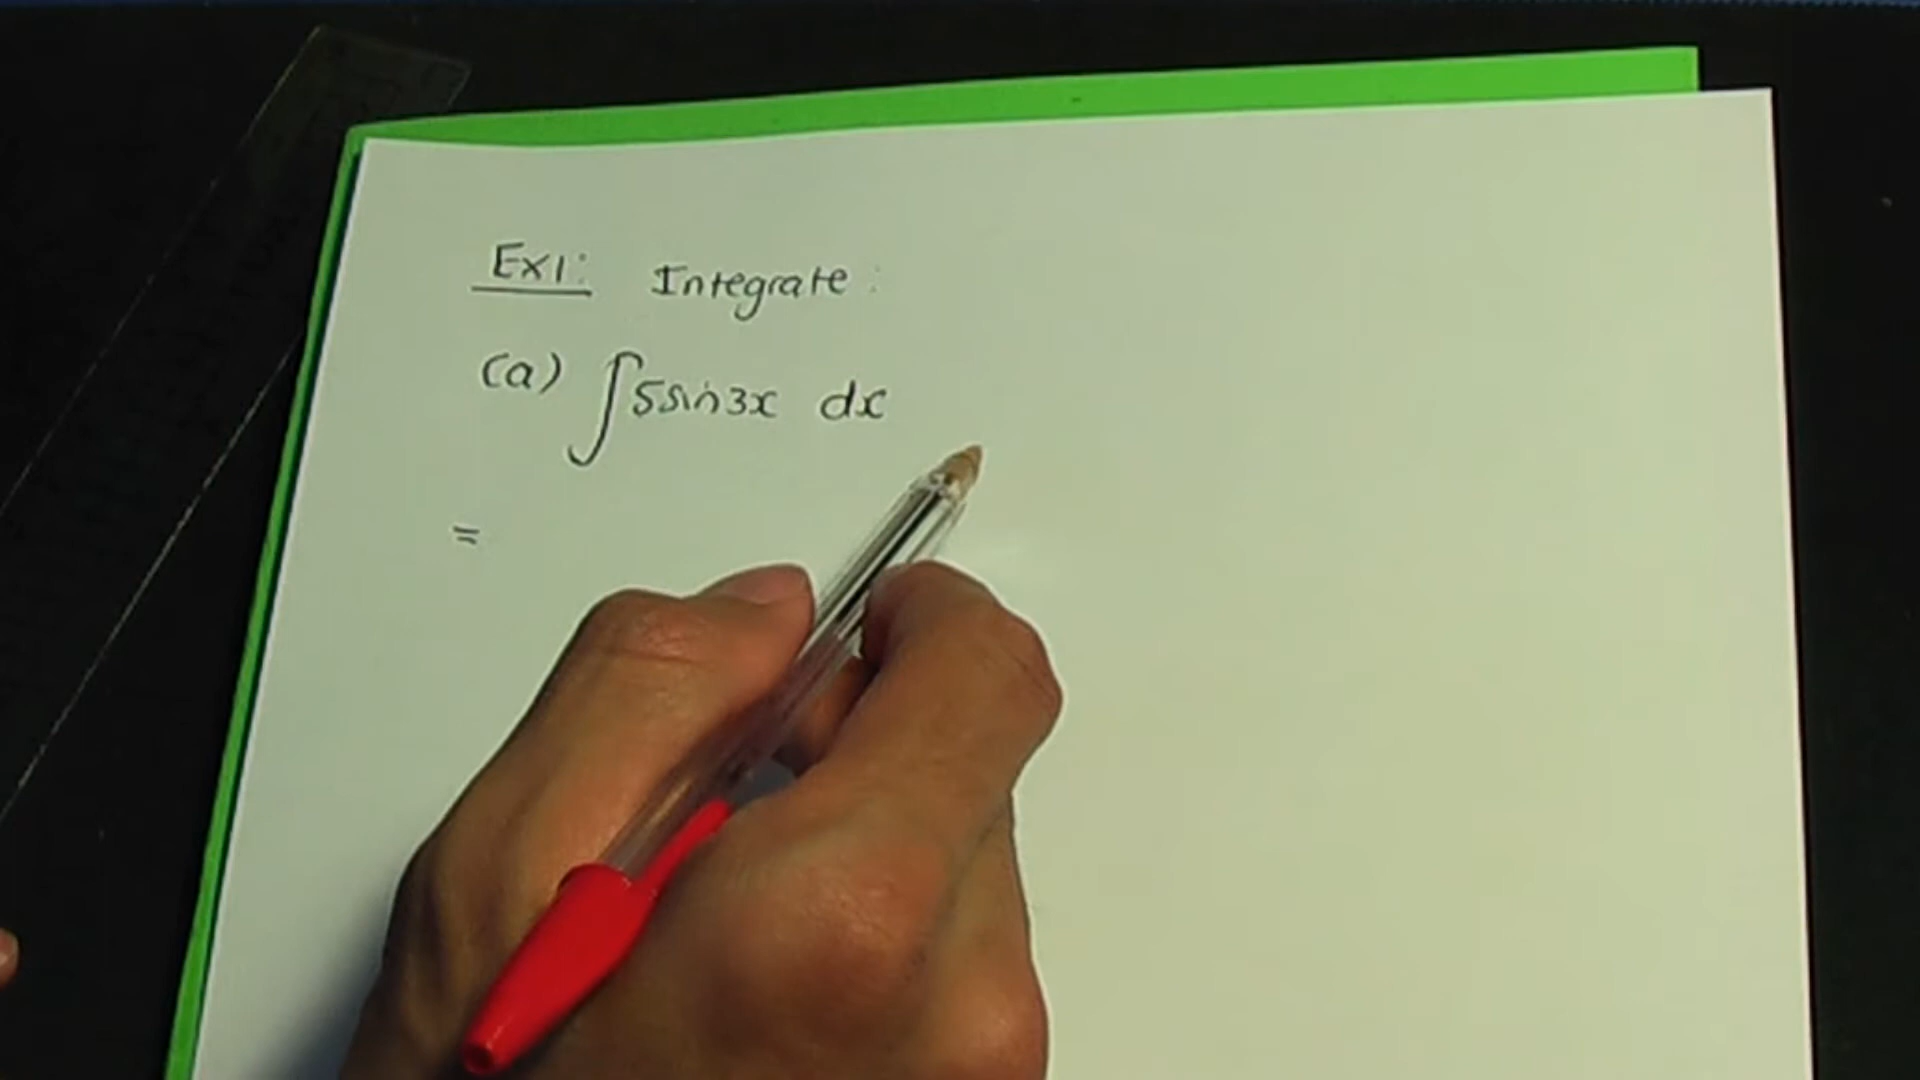 Ex1: Integrate:
(a) ∫5sin3x dx
=